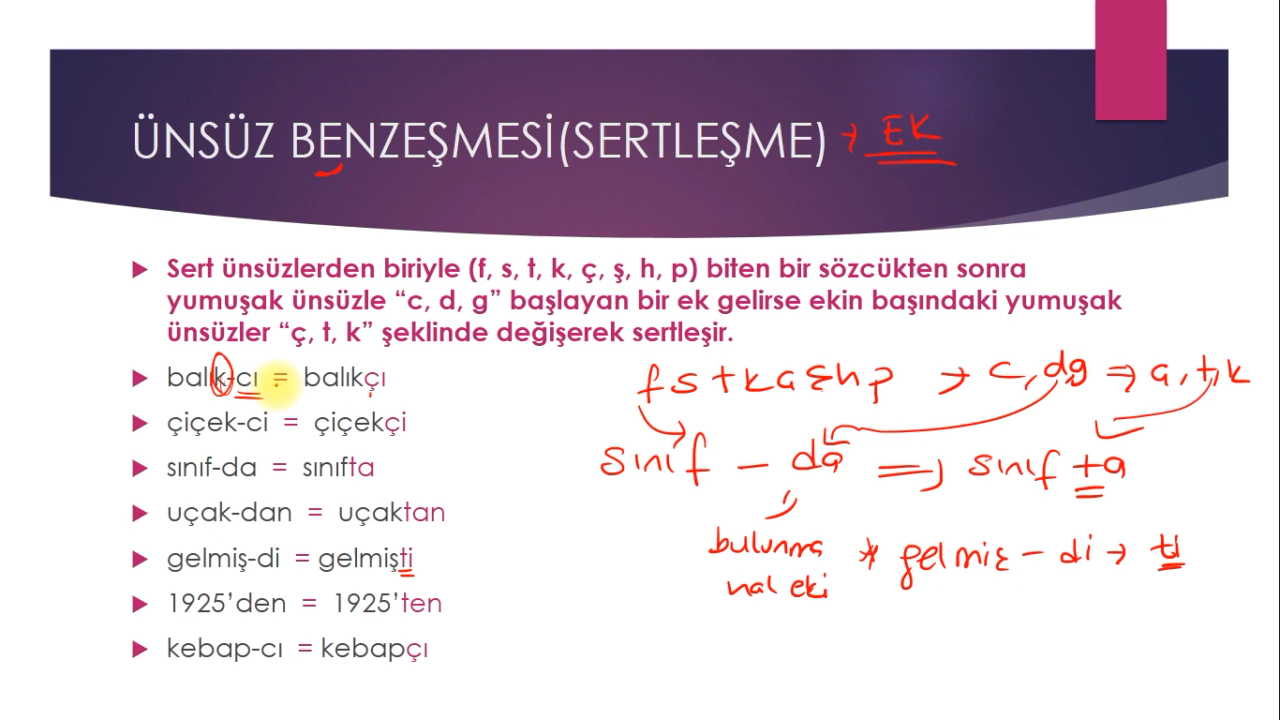 ÜNSÜZ BENZEŞMESİ(SERTLEŞME) → EK
Sert ünsüzlerden biriyle (f, s, t, k, ç, ş, h, p) biten bir sözcükten sonra
yumuşak ünsüzle “c, d, g” başlayan bir ek gelirse ekin başındaki yumuşak
ünsüzler “ç, t, k” şeklinde değişerek sertleşir.
balık-cı = balıkçı
çiçek-ci = çiçekçi
sınıf-da = sınıfta
uçak-dan = uçaktan
gelmiş-di = gelmişti
1925’den = 1925’ten
kebap-cı = kebapçı
f s t k a ş h p → c, d, g ⇒ a, t, k
sınıf – da ⇒ sınıf ta
bulunma
hal eki
* gelmiş – di → ti